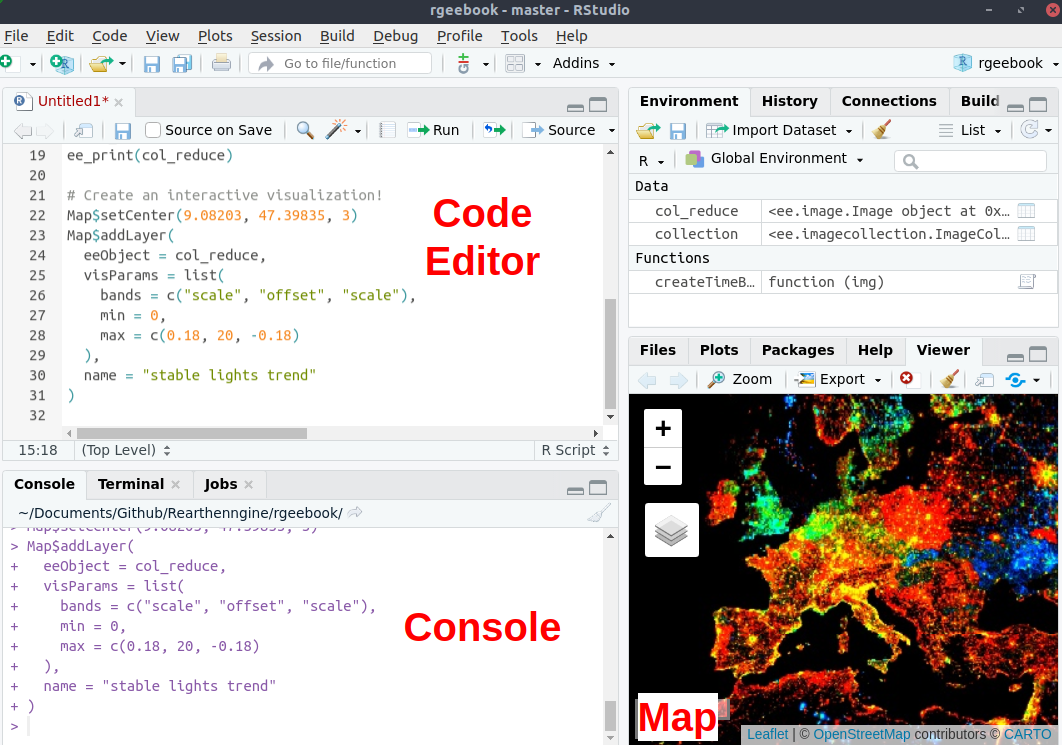 rgeebook - master - RStudio
File Edit Code View Plots Session Build Debug Profile Tools Help
Go to file/function Addins rgeebook
Untitled1*
Source on Save Run Source
19 ee_print(col_reduce)
20
21 # Create an interactive visualization!
22 Map$setCenter(9.08203, 47.39835, 3)
23 Map$addLayer(
24 eeObject = col_reduce,
25 visParams = list(
26 bands = c("scale", "offset", "scale"),
27 min = 0,
28 max = c(0.18, 20, -0.18)
29 ),
30 name = "stable lights trend"
31 )
32
Code
Editor
15:18 (Top Level) R Script
Console Terminal Jobs
~/Documents/Github/Rearthenngine/rgeebook/
> Map$setCenter(9.08203, 47.39835, 3)
> Map$addLayer(
+ eeObject = col_reduce,
+ visParams = list(
+ bands = c("scale", "offset", "scale"),
+ min = 0,
+ max = c(0.18, 20, -0.18)
+ ),
+ name = "stable lights trend"
+ )
>
Console
Environment History Connections Build
Import Dataset List
R Global Environment
Data
col_reduce <ee.image.Image object at 0x…
collection <ee.imagecollection.ImageCol…
Functions
createTimeB… function (img)
Files Plots Packages Help Viewer
Zoom Export
+
−
Map
Leaflet | © OpenStreetMap contributors © CARTO